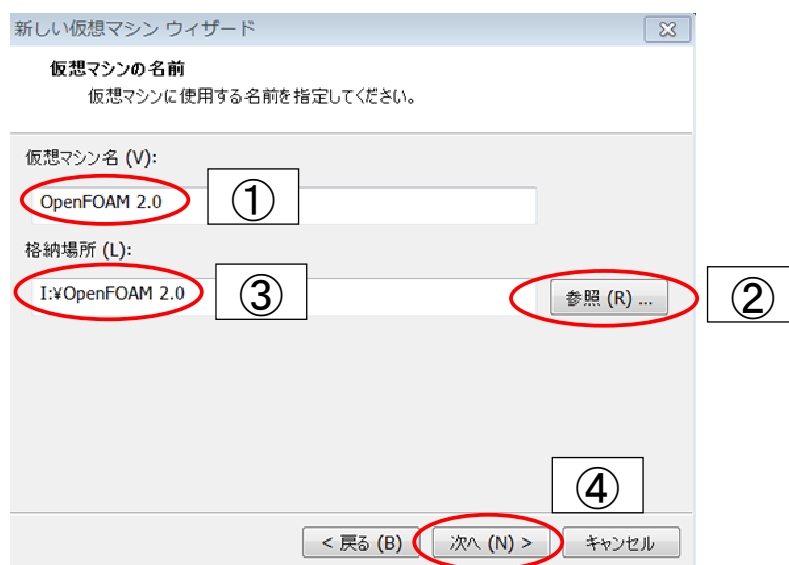 新しい仮想マシン ウィザード
仮想マシンの名前
仮想マシンに使用する名前を指定してください。
仮想マシン名 (V):
OpenFOAM 2.0
①
格納場所 (L):
I:¥OpenFOAM 2.0
③
参照 (R) ...
②
④
< 戻る (B)
次へ (N) >
キャンセル